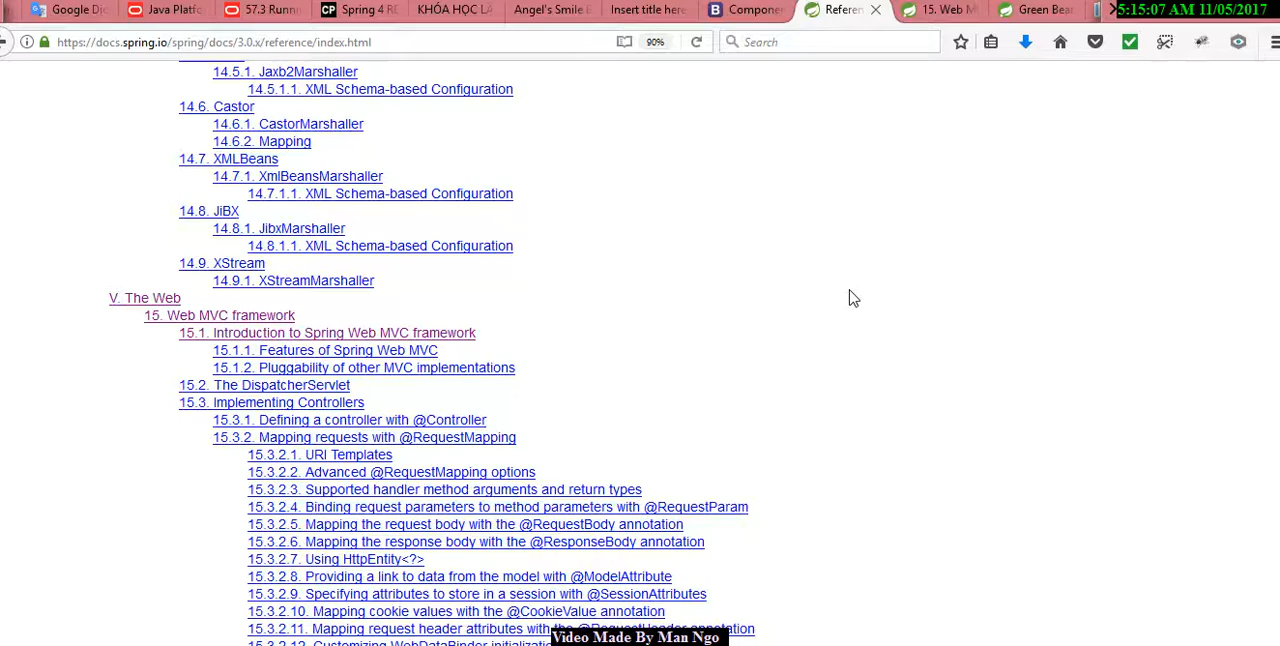 Google Dic
Java Platfo
57.3 Runni
Spring 4 RE
KHÓA HỌC LẬ
Angel's Smile
Insert title here
Componen
Referen
15. Web M
Green Bear
5:15:07 AM 11/05/2017
https://docs.spring.io/spring/docs/3.0.x/reference/index.html
90%
Search
14.5.1. Jaxb2Marshaller
14.5.1.1. XML Schema-based Configuration
14.6. Castor
14.6.1. CastorMarshaller
14.6.2. Mapping
14.7. XMLBeans
14.7.1. XmlBeansMarshaller
14.7.1.1. XML Schema-based Configuration
14.8. JiBX
14.8.1. JibxMarshaller
14.8.1.1. XML Schema-based Configuration
14.9. XStream
14.9.1. XStreamMarshaller
V. The Web
15. Web MVC framework
15.1. Introduction to Spring Web MVC framework
15.1.1. Features of Spring Web MVC
15.1.2. Pluggability of other MVC implementations
15.2. The DispatcherServlet
15.3. Implementing Controllers
15.3.1. Defining a controller with @Controller
15.3.2. Mapping requests with @RequestMapping
15.3.2.1. URI Templates
15.3.2.2. Advanced @RequestMapping options
15.3.2.3. Supported handler method arguments and return types
15.3.2.4. Binding request parameters to method parameters with @RequestParam
15.3.2.5. Mapping the request body with the @RequestBody annotation
15.3.2.6. Mapping the response body with the @ResponseBody annotation
15.3.2.7. Using HttpEntity<?>
15.3.2.8. Providing a link to data from the model with @ModelAttribute
15.3.2.9. Specifying attributes to store in a session with @SessionAttributes
15.3.2.10. Mapping cookie values with the @CookieValue annotation
15.3.2.11. Mapping request header attributes with the @RequestHeader annotation
Video Made By Man Ngo
15.3.2.12. Customizing WebDataBinder initializati